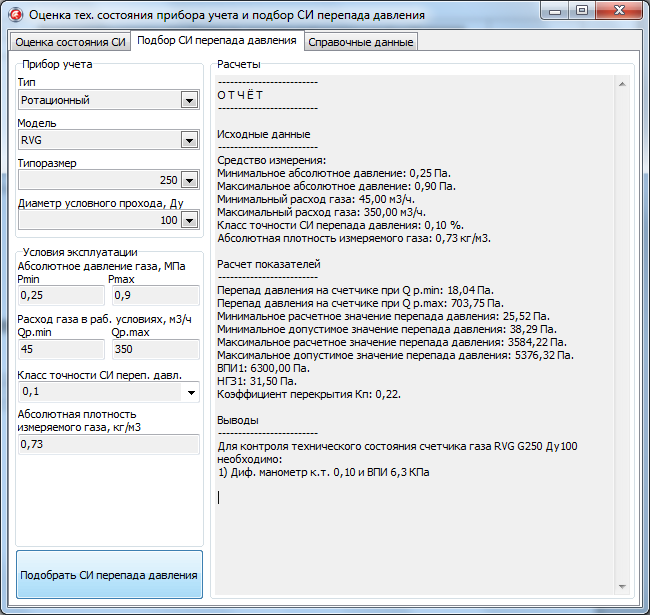 Оценка тех. состояния прибора учета и подбор СИ перепада давления
Оценка состояния СИ
Подбор СИ перепада давления
Справочные данные
Прибор учета
Тип
Ротационный
Модель
RVG
Типоразмер
250
Диаметр условного прохода, Ду
100
Условия эксплуатации
Абсолютное давление газа, МПа
Pmin
Pmax
0,25
0,9
Расход газа в раб. условиях, м3/ч
Qp.min
Qp.max
45
350
Класс точности СИ переп. давл.
0,1
Абсолютная плотность
измеряемого газа, кг/м3
0,73
Подобрать СИ перепада давления
Расчеты
-------------------------
О Т Ч Ё Т
-------------------------
Исходные данные
-------------------------
Средство измерения:
Минимальное абсолютное давление: 0,25 Па.
Максимальное абсолютное давление: 0,90 Па.
Минимальный расход газа: 45,00 м3/ч.
Максимальный расход газа: 350,00 м3/ч.
Класс точности СИ перепада давления: 0,10 %.
Абсолютная плотность измеряемого газа: 0,73 кг/м3.
Расчет показателей
-------------------------
Перепад давления на счетчике при Q p.min: 18,04 Па.
Перепад давления на счетчике при Q p.max: 703,75 Па.
Минимальное расчетное значение перепада давления: 25,52 Па.
Минимальное допустимое значение перепада давления: 38,29 Па.
Максимальное расчетное значение перепада давления: 3584,22 Па.
Максимальное допустимое значение перепада давления: 5376,32 Па.
ВПИ1: 6300,00 Па.
НГЗ1: 31,50 Па.
Коэффициент перекрытия Кп: 0,22.
Выводы
-------------------------
Для контроля технического состояния счетчика газа RVG G250 Ду100
необходимо:
1) Диф. манометр к.т. 0,10 и ВПИ 6,3 КПа